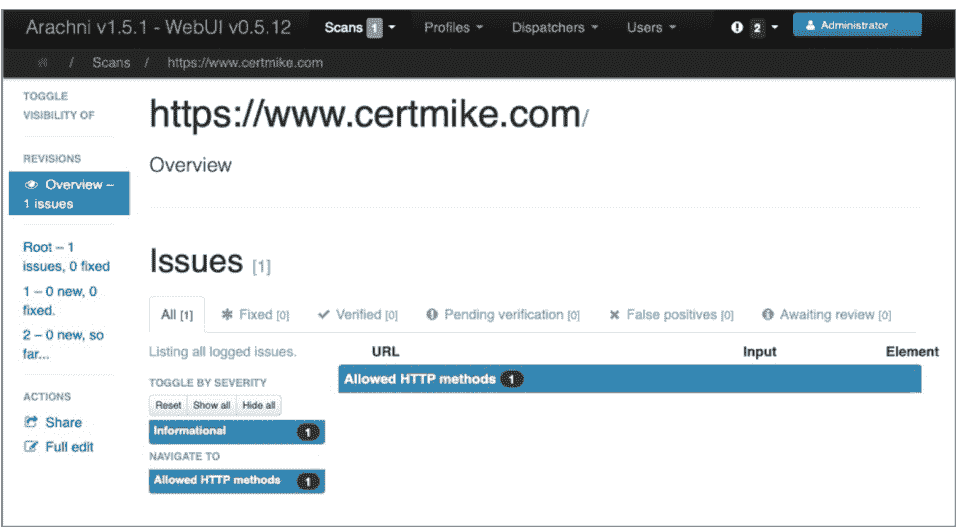 Arachni v1.5.1 - WebUI v0.5.12 Scans 1 Profiles Dispatchers Users 2 Administrator
/ Scans / https://www.certmike.com
TOGGLE
VISIBILITY OF
REVISIONS
Overview –
1 issues
Root – 1
issues, 0 fixed
1 – 0 new, 0
fixed.
2 – 0 new, so
far...
ACTIONS
Share
Full edit
https://www.certmike.com/
Overview
Issues [1]
All [1] Fixed [0] Verified [0] Pending verification [0] False positives [0] Awaiting review [0]
Listing all logged issues.
TOGGLE BY SEVERITY
Reset Show all Hide all
Informational 1
NAVIGATE TO
Allowed HTTP methods 1
URL Input Element
Allowed HTTP methods 1